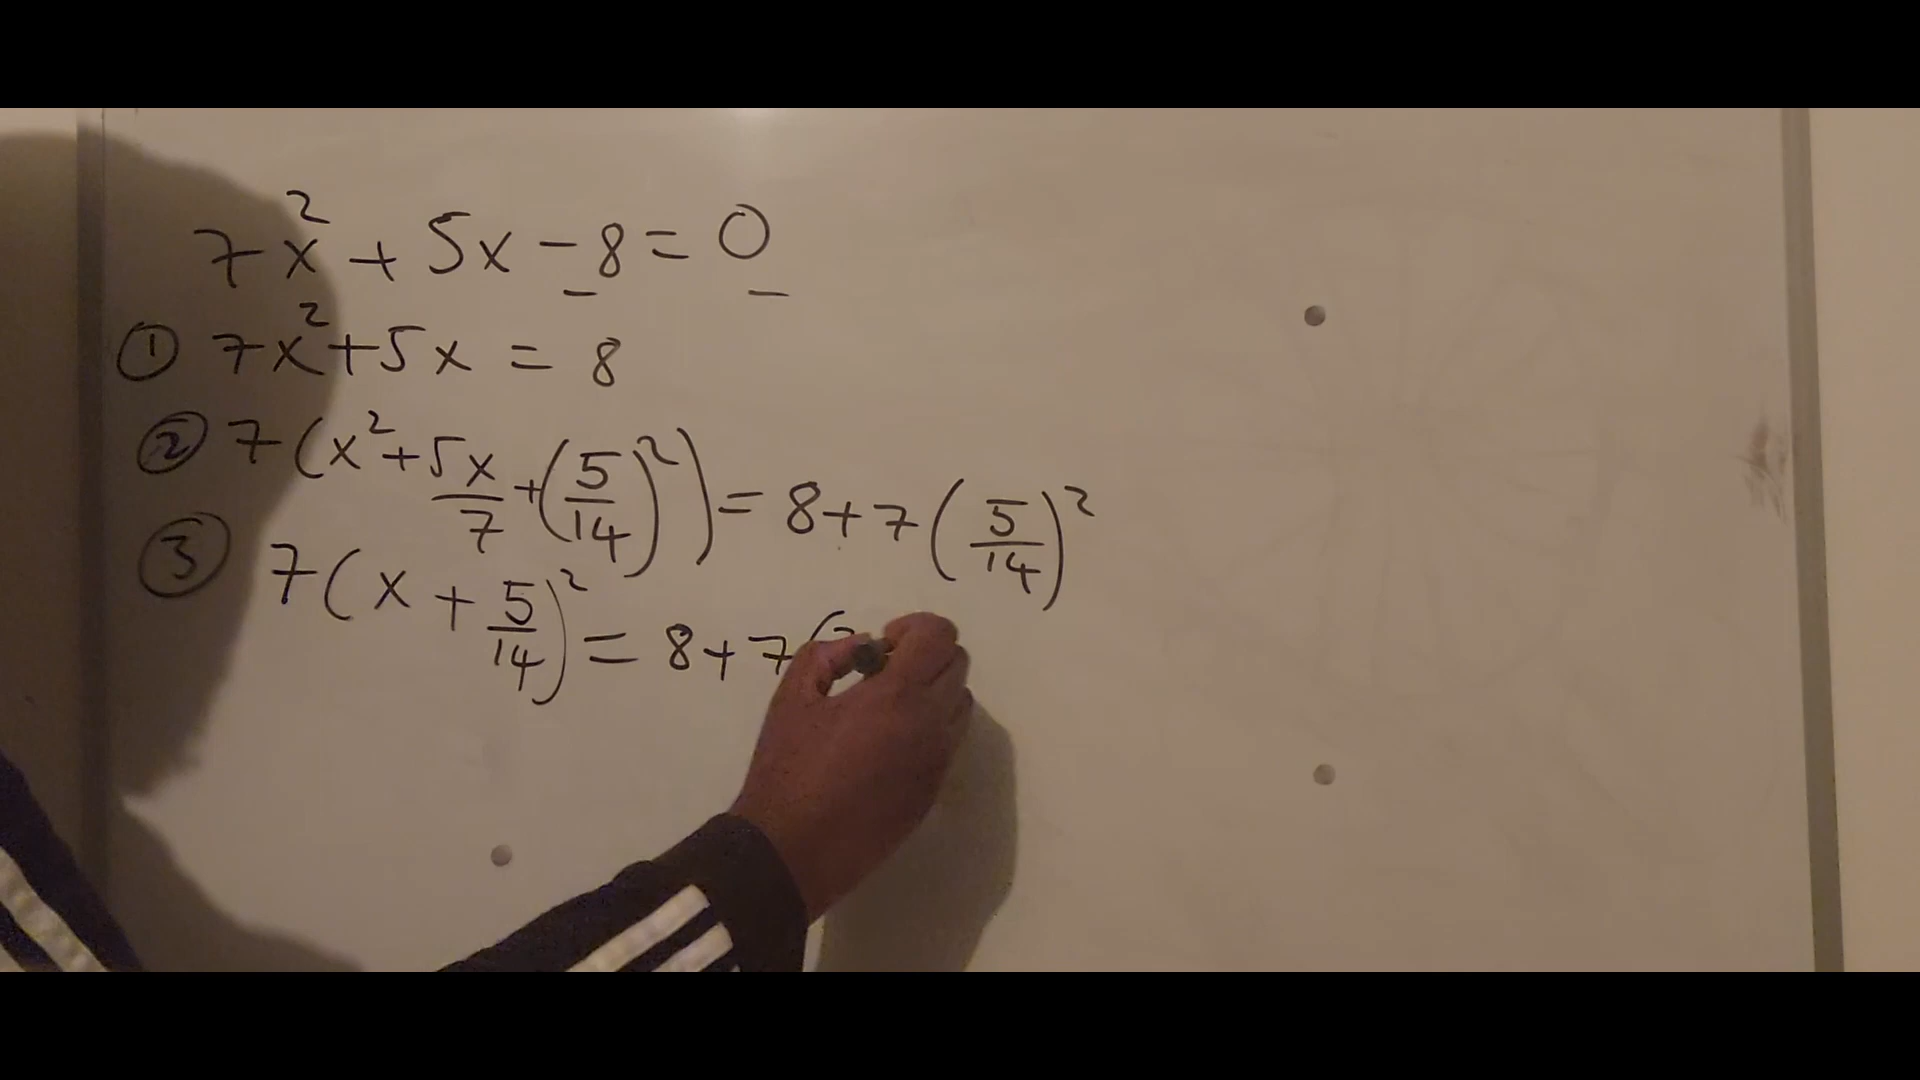 7x² + 5x - 8 = 0
① 7x² + 5x = 8
② 7(x² + 5x/7 + (5/14)²) = 8 + 7(5/14)²
③ 7(x + 5/14)² = 8 + 7(